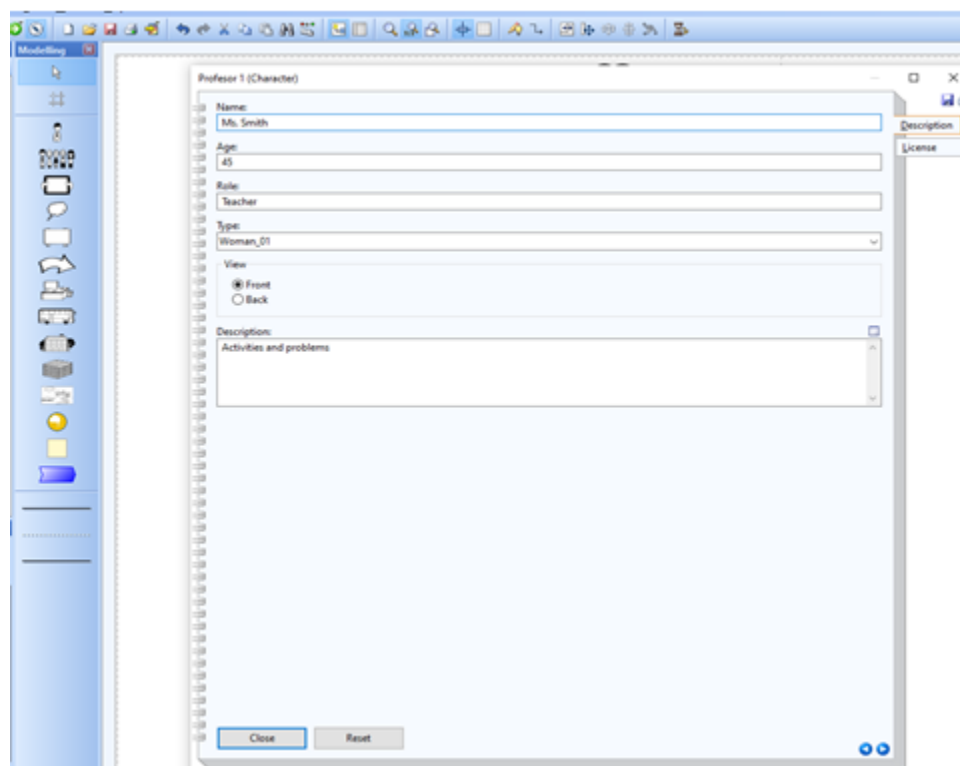 Modelling
Profesor 1 (Character)
Name:
Ms. Smith
Description
Age:
License
45
Role:
Teacher
Type:
Woman_01
View
Front
Back
Description:
Activities and problems
Close
Reset